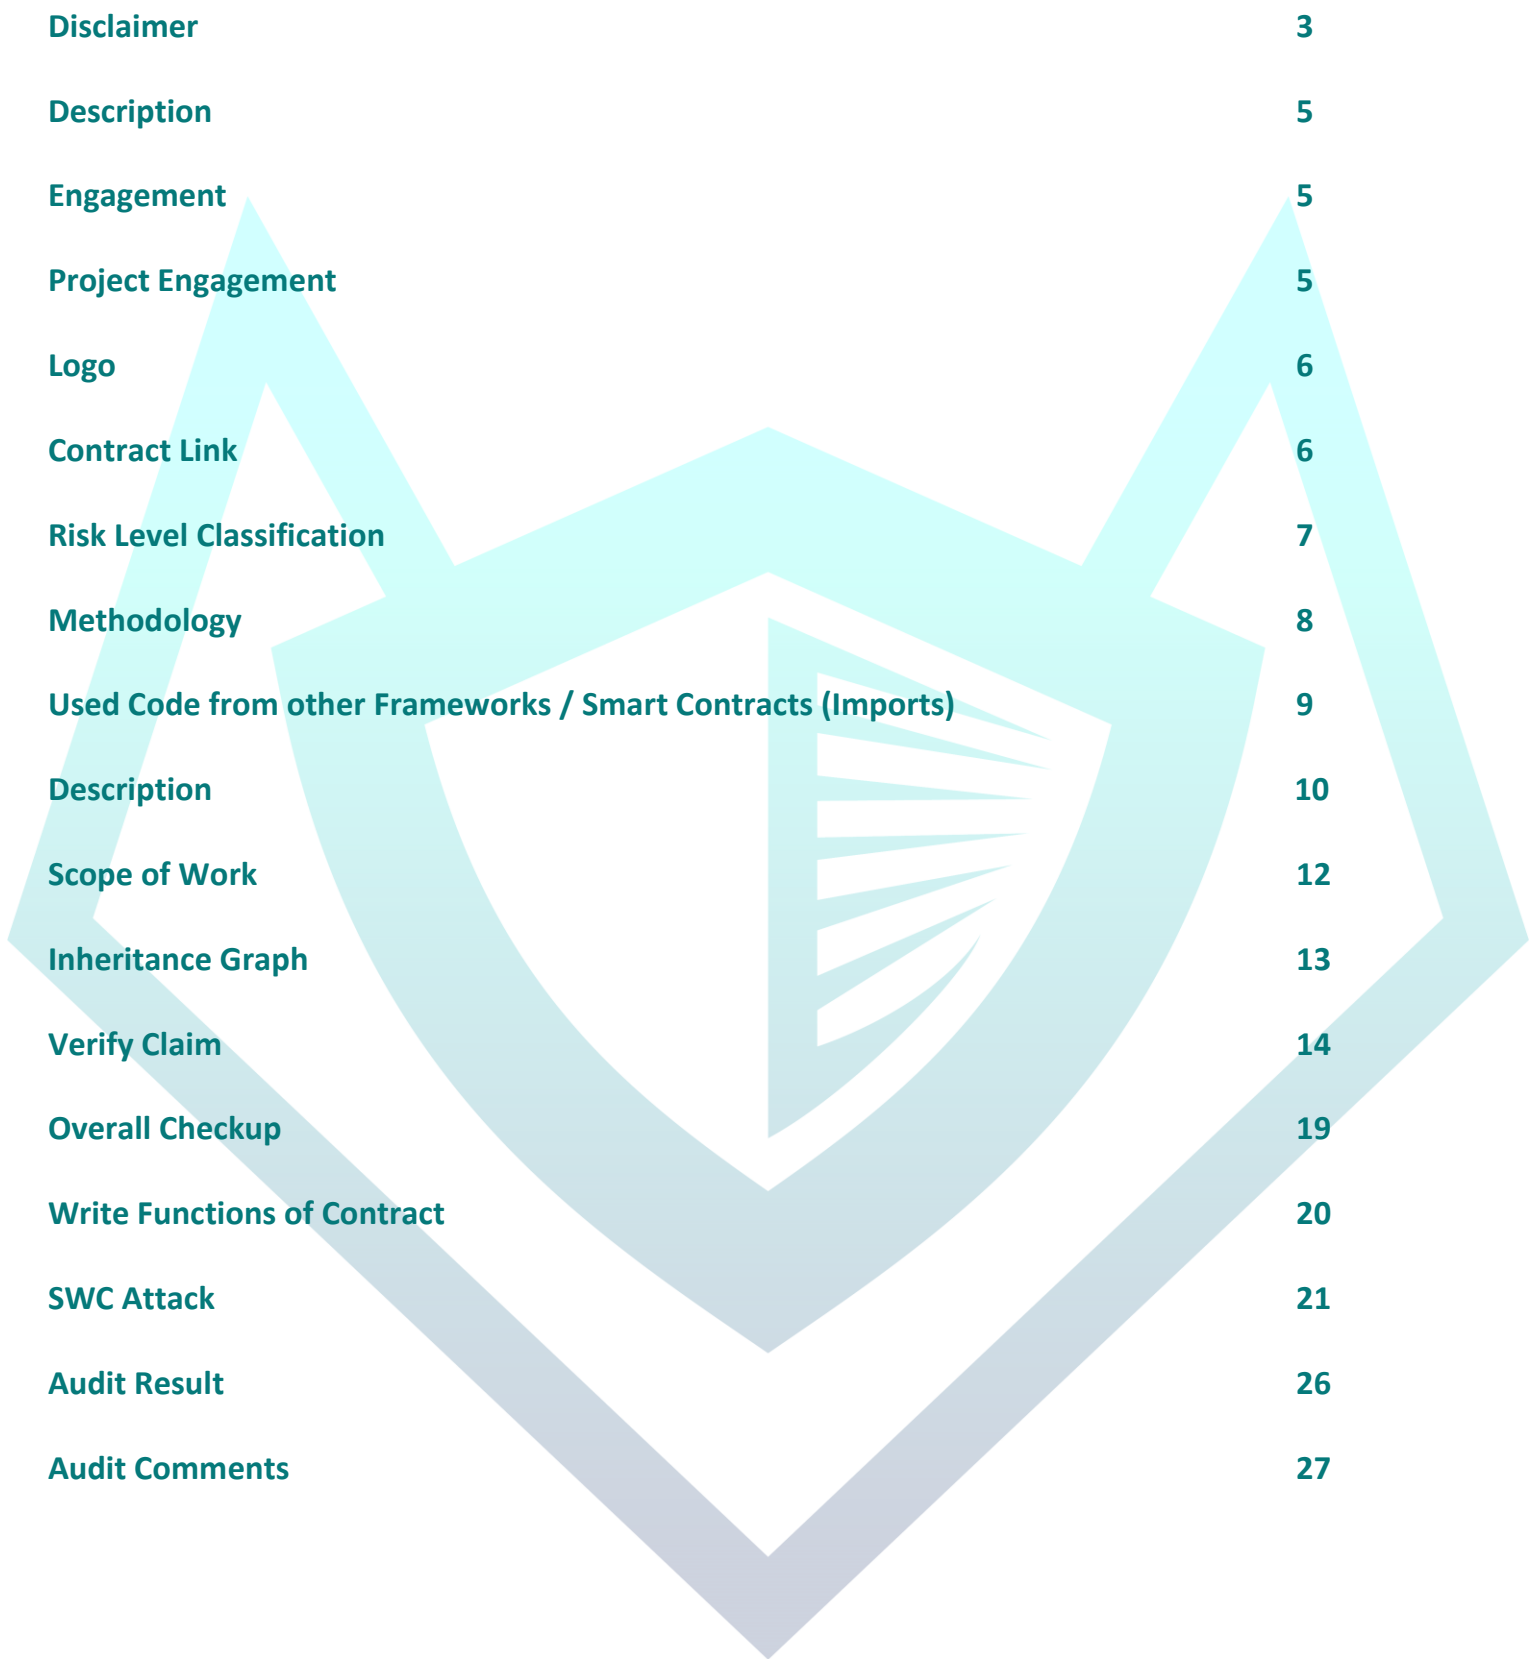 Disclaimer 3
Description 5
Engagement 5
Project Engagement 5
Logo 6
Contract Link 6
Risk Level Classification 7
Methodology 8
Used Code from other Frameworks / Smart Contracts (Imports) 9
Description 10
Scope of Work 12
Inheritance Graph 13
Verify Claim 14
Overall Checkup 19
Write Functions of Contract 20
SWC Attack 21
Audit Result 26
Audit Comments 27